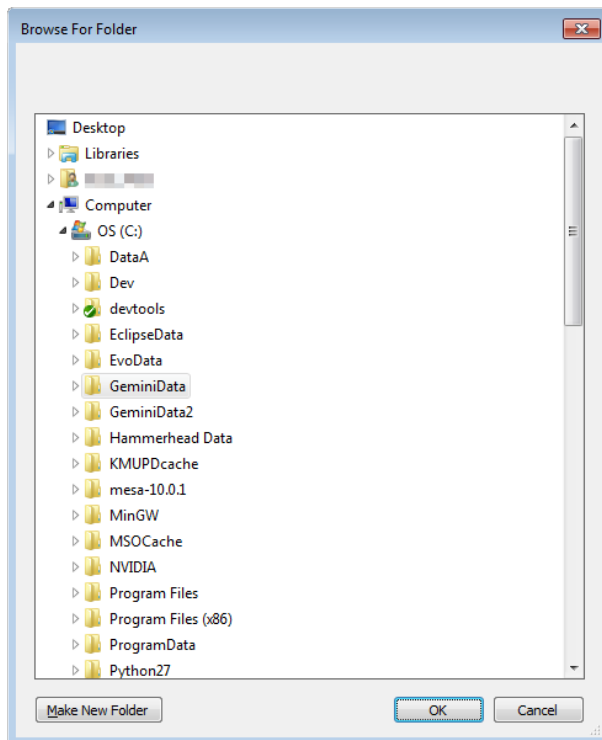 Browse For Folder
Desktop
Libraries
Computer
OS (C:)
DataA
Dev
devtools
EclipseData
EvoData
GeminiData
GeminiData2
Hammerhead Data
KMUPDcache
mesa-10.0.1
MinGW
MSOCache
NVIDIA
Program Files
Program Files (x86)
ProgramData
Python27
Make New Folder
OK
Cancel